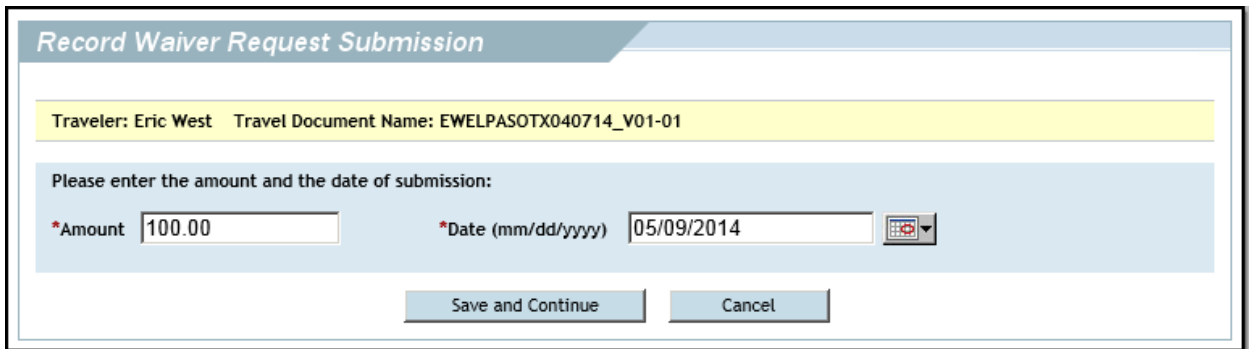 Record Waiver Request Submission
Traveler: Eric West Travel Document Name: EWELPASOTX040714_V01-01
Please enter the amount and the date of submission:
*Amount 100.00 *Date (mm/dd/yyyy) 05/09/2014
Save and Continue Cancel